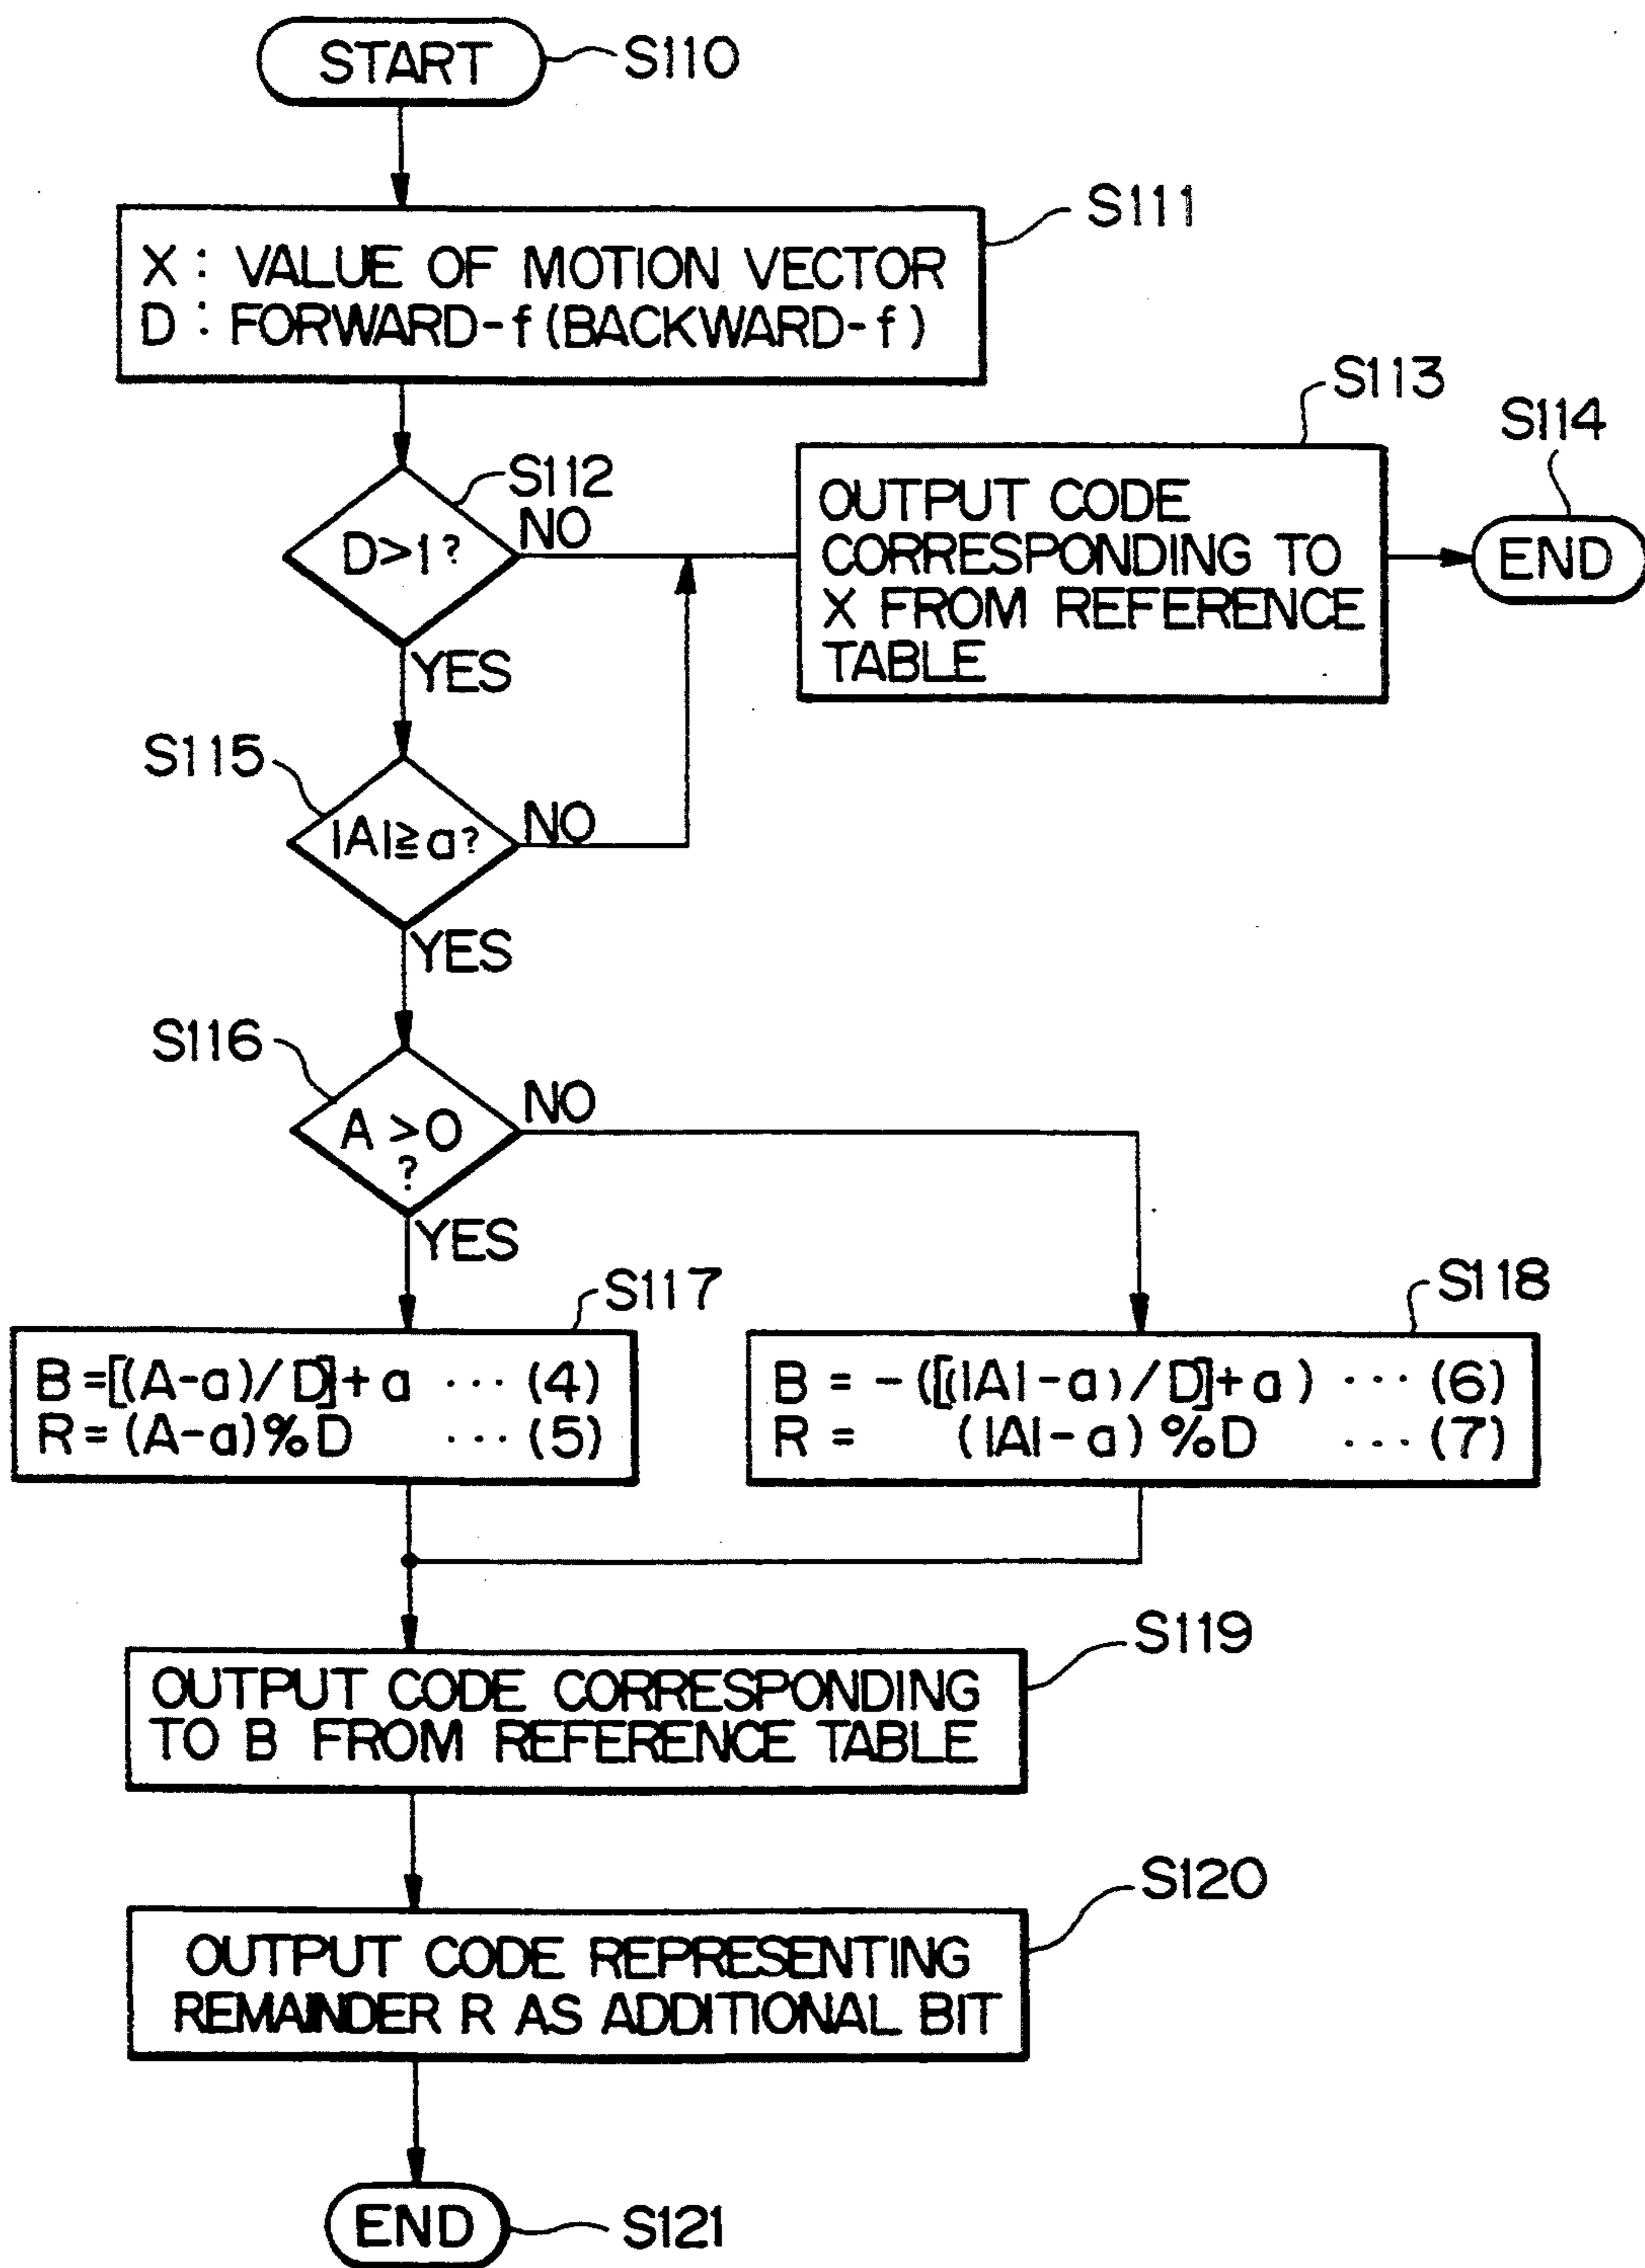 START
S110
S111
X : VALUE OF MOTION VECTOR
D : FORWARD-f (BACKWARD-f)
S112
D>1?
NO
YES
S113
OUTPUT CODE
CORRESPONDING TO
X FROM REFERENCE
TABLE
S114
END
S115
|A|≧a?
NO
YES
S116
A>0
?
NO
YES
S117
B=[(A-a)/D]+a ... (4)
R=(A-a)%D ... (5)
S118
B = -([(|A|-a)/D]+a) ... (6)
R = (|A|-a)%D ... (7)
S119
OUTPUT CODE CORRESPONDING
TO B FROM REFERENCE TABLE
S120
OUTPUT CODE REPRESENTING
REMAINDER R AS ADDITIONAL BIT
END
S121